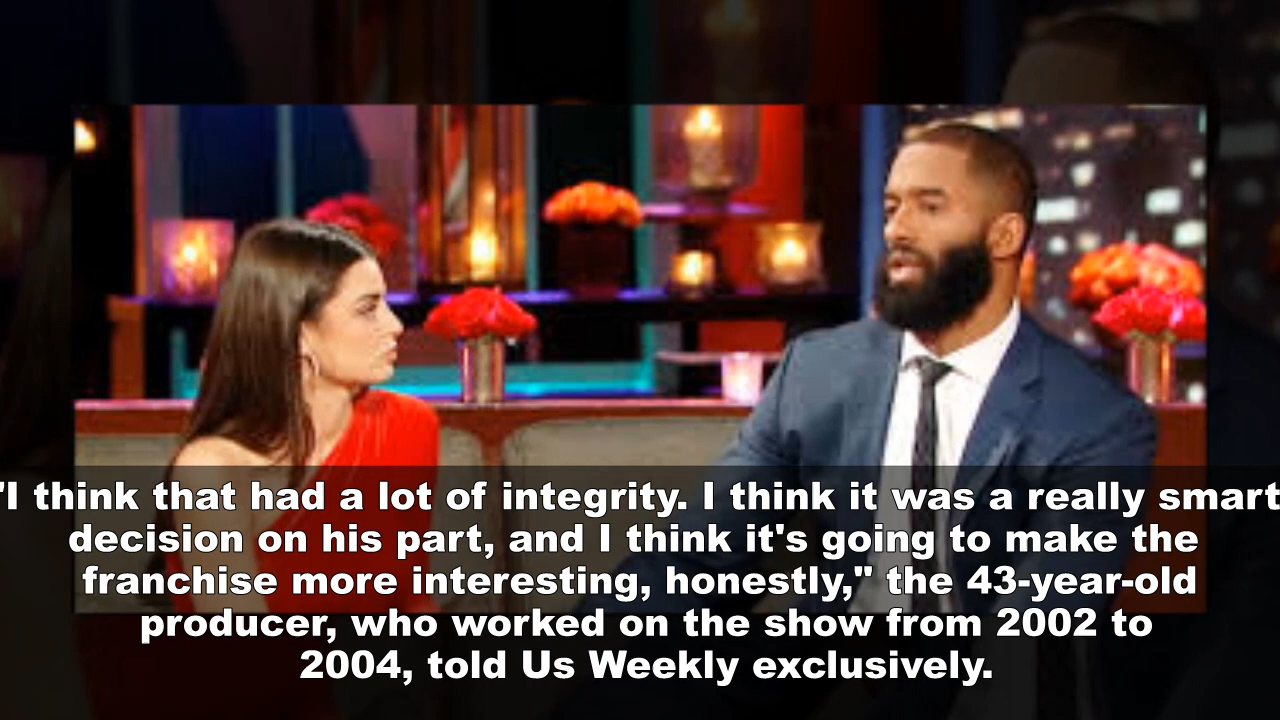 "I think that had a lot of integrity. I think it was a really smart
decision on his part, and I think it's going to make the
franchise more interesting, honestly," the 43-year-old
producer, who worked on the show from 2002 to
2004, told Us Weekly exclusively.